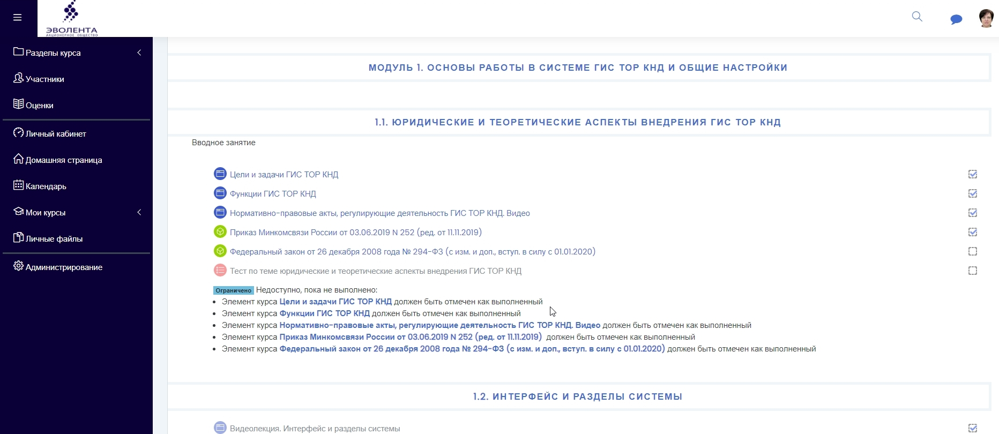 ЭВОЛЕНТА
АКЦИОНЕРНОЕ ОБЩЕСТВО
Разделы курса
Участники
Оценки
Личный кабинет
Домашняя страница
Календарь
Мои курсы
Личные файлы
Администрирование
МОДУЛЬ 1. ОСНОВЫ РАБОТЫ В СИСТЕМЕ ГИС ТОР КНД И ОБЩИЕ НАСТРОЙКИ
1.1. ЮРИДИЧЕСКИЕ И ТЕОРЕТИЧЕСКИЕ АСПЕКТЫ ВНЕДРЕНИЯ ГИС ТОР КНД
Вводное занятие
Цели и задачи ГИС ТОР КНД
Функции ГИС ТОР КНД
Нормативно-правовые акты, регулирующие деятельность ГИС ТОР КНД. Видео
Приказ Минкомсвязи России от 03.06.2019 N 252 (ред. от 11.11.2019)
Федеральный закон от 26 декабря 2008 года № 294-ФЗ (с изм. и доп., вступ. в силу с 01.01.2020)
Тест по теме юридические и теоретические аспекты внедрения ГИС ТОР КНД
Ограничено Недоступно, пока не выполнено:
Элемент курса Цели и задачи ГИС ТОР КНД должен быть отмечен как выполненный
Элемент курса Функции ГИС ТОР КНД должен быть отмечен как выполненный
Элемент курса Нормативно-правовые акты, регулирующие деятельность ГИС ТОР КНД. Видео должен быть отмечен как выполненный
Элемент курса Приказ Минкомсвязи России от 03.06.2019 N 252 (ред. от 11.11.2019) должен быть отмечен как выполненный
Элемент курса Федеральный закон от 26 декабря 2008 года № 294-ФЗ (с изм. и доп., вступ. в силу с 01.01.2020) должен быть отмечен как выполненный
1.2. ИНТЕРФЕЙС И РАЗДЕЛЫ СИСТЕМЫ
Видеолекция. Интерфейс и разделы системы